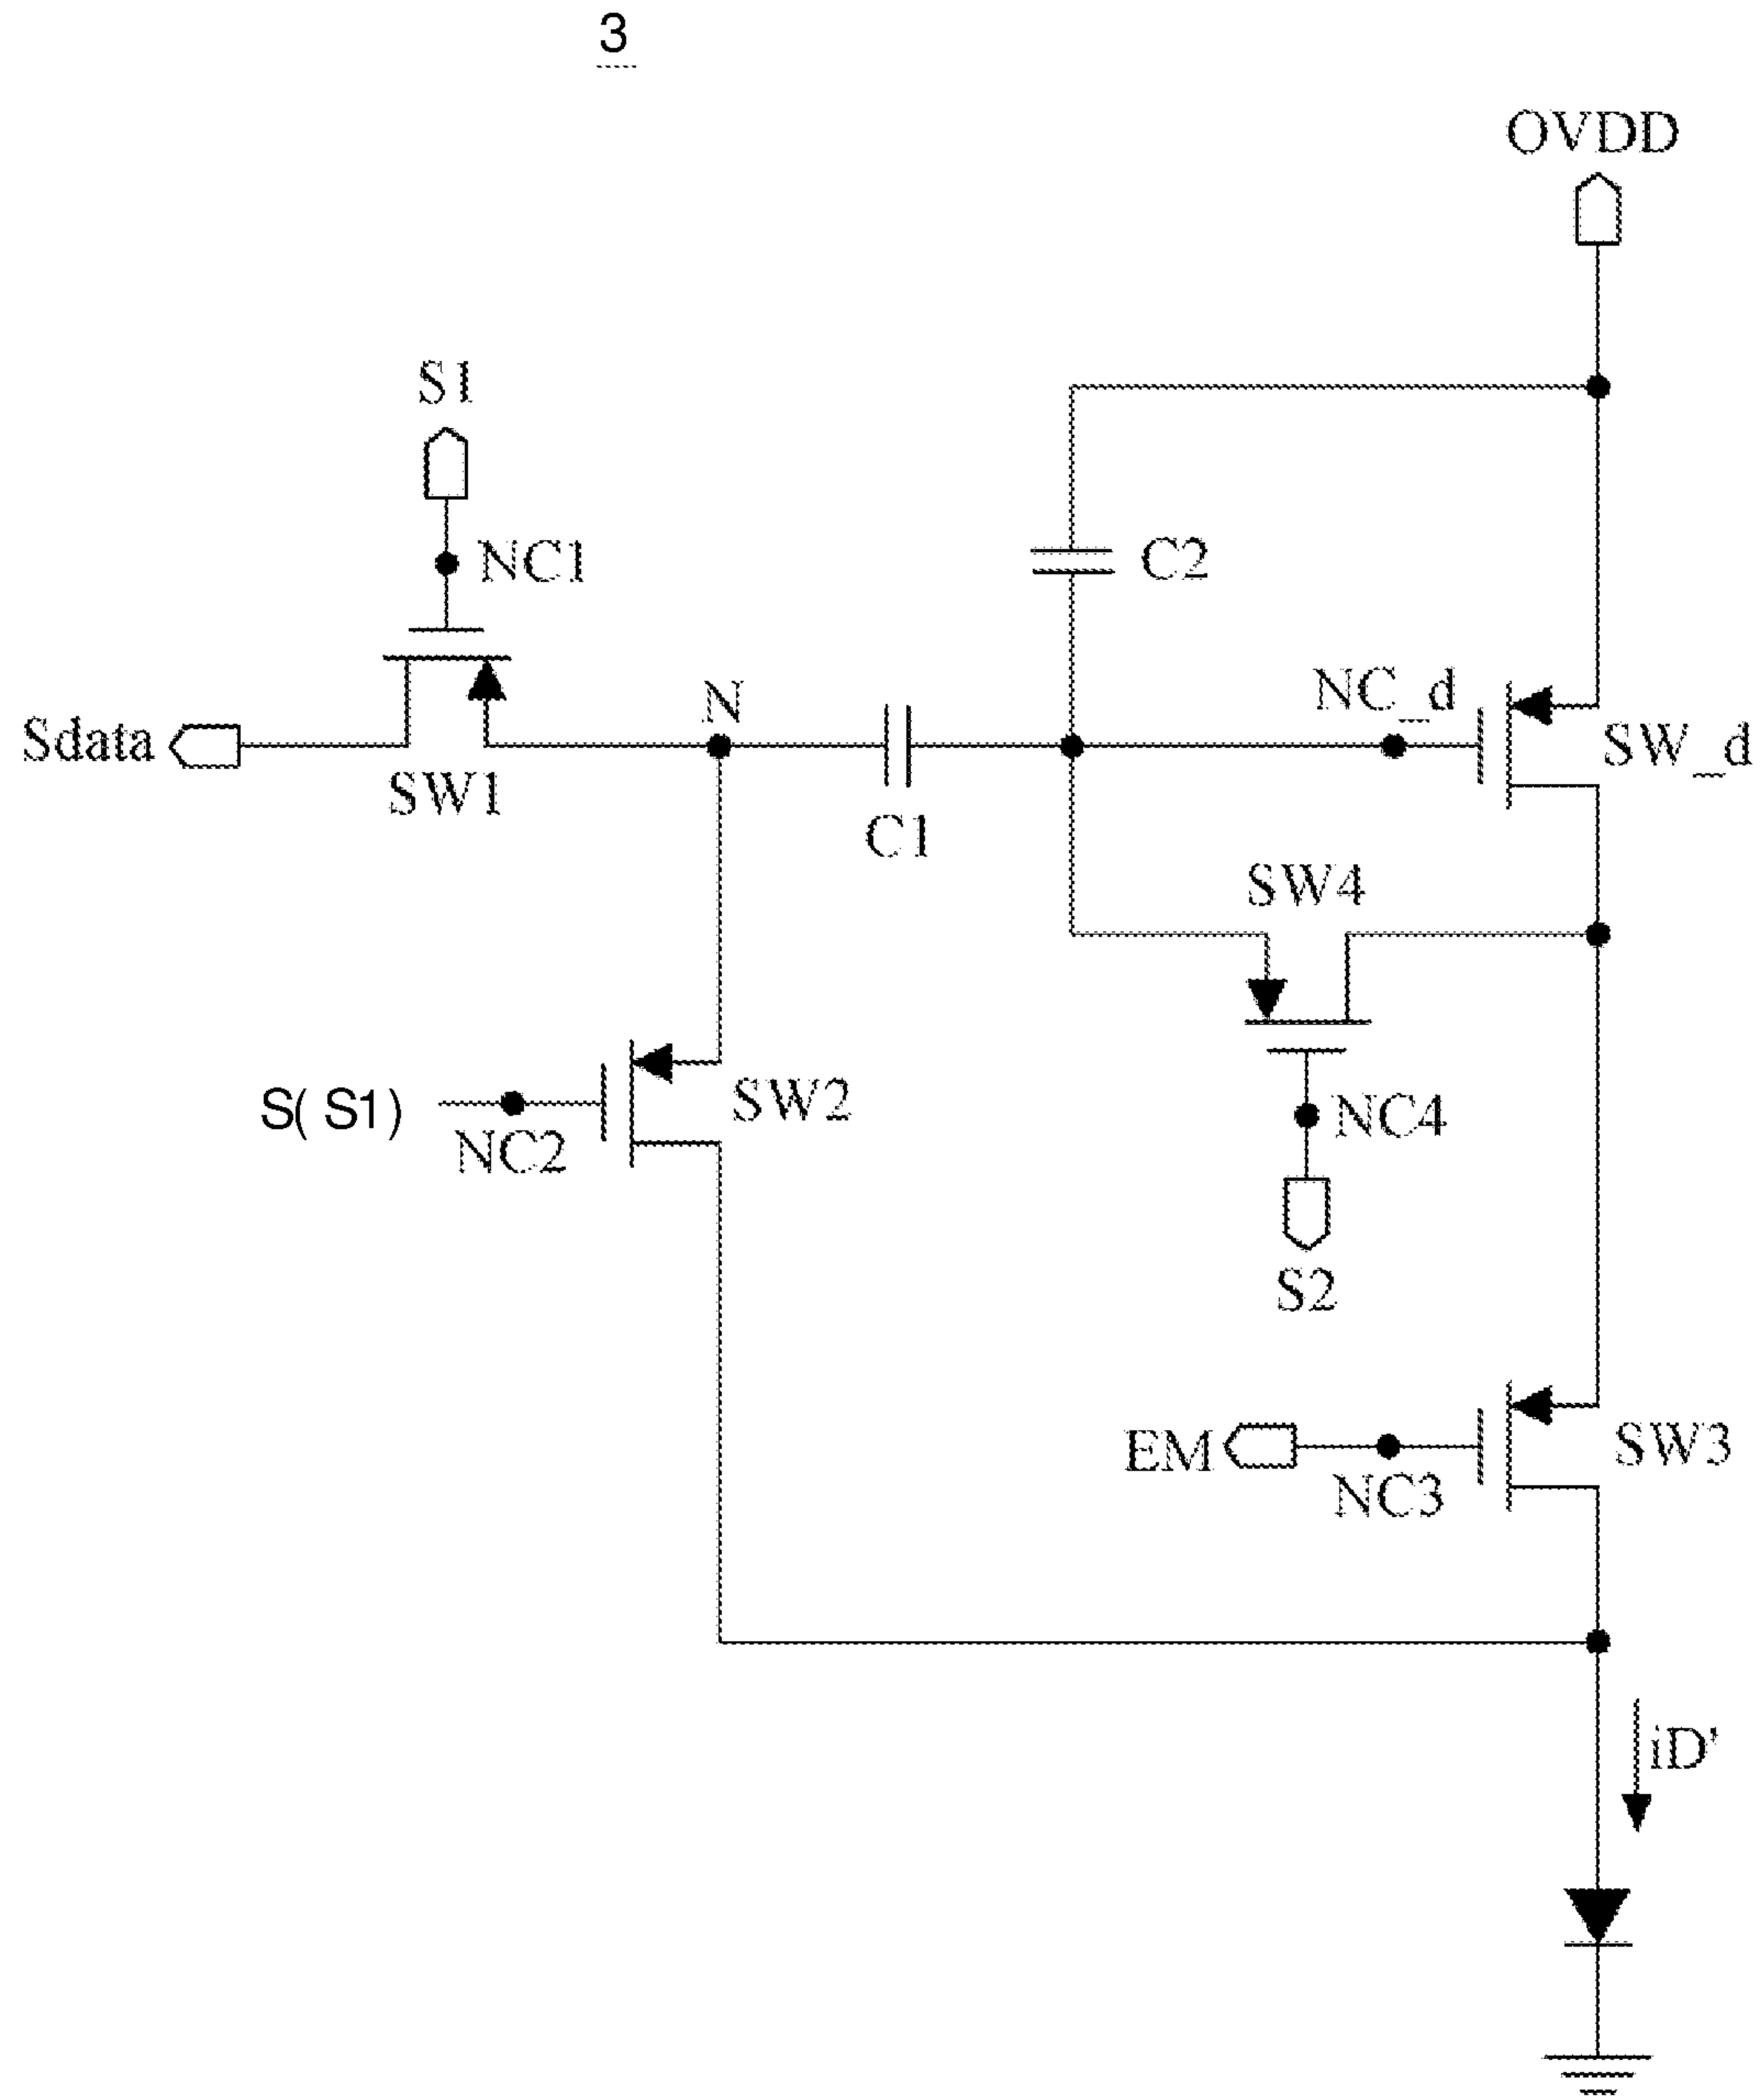 3
OVDD
S1
NC1
C2
NC_d
N
Sdata
SW_d
SW1
C1
SW4
S( S1)
SW2
NC2
NC4
S2
EM
SW3
NC3
iD'